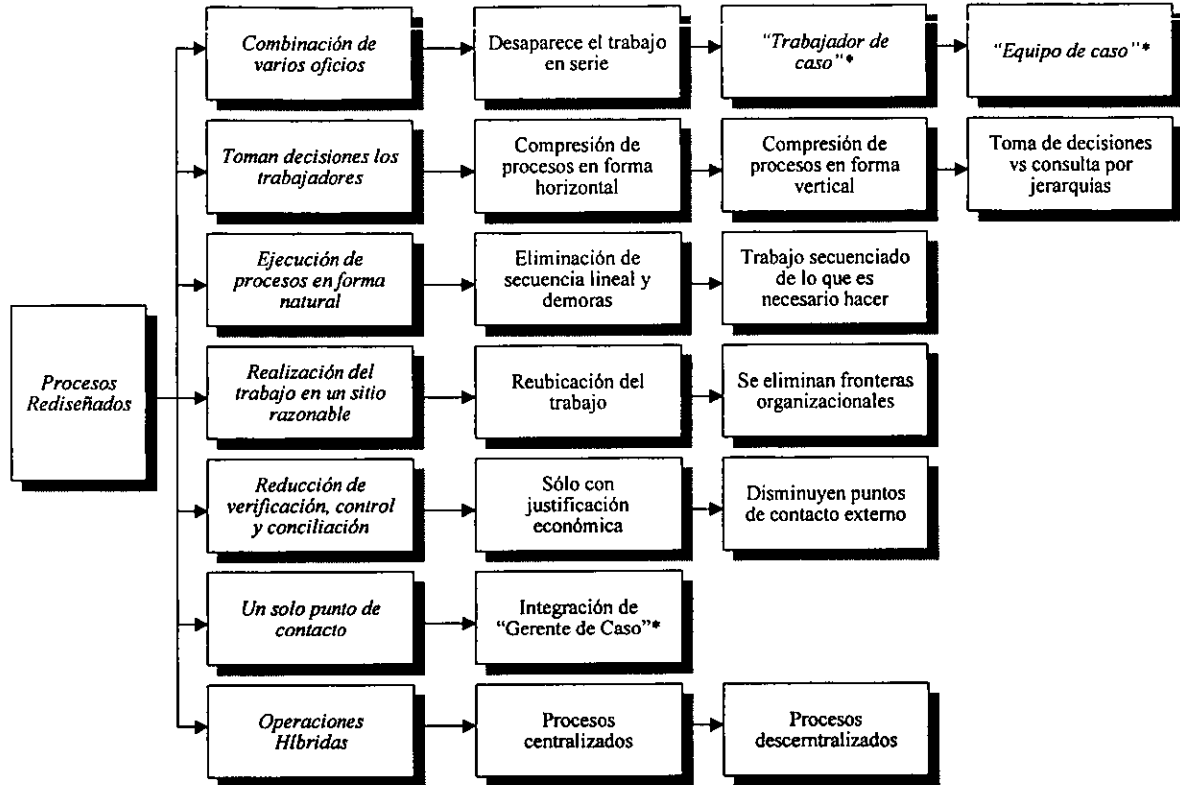 Combinación de
varios oficios
Desaparece el trabajo
en serie
“Trabajador de
caso”*
“Equipo de caso”*
Toman decisiones los
trabajadores
Compresión de
procesos en forma
horizontal
Compresión de
procesos en forma
vertical
Toma de decisiones
vs consulta por
jerarquías
Ejecución de
procesos en forma
natural
Eliminación de
secuencia lineal y
demoras
Trabajo secuenciado
de lo que es
necesario hacer
Procesos
Rediseñados
Realización del
trabajo en un sitio
razonable
Reubicación del
trabajo
Se eliminan fronteras
organizacionales
Reducción de
verificación, control
y conciliación
Sólo con
justificación
económica
Disminuyen puntos
de contacto externo
Un solo punto de
contacto
Integración de
“Gerente de Caso”*
Operaciones
Híbridas
Procesos
centralizados
Procesos
descerntralizados